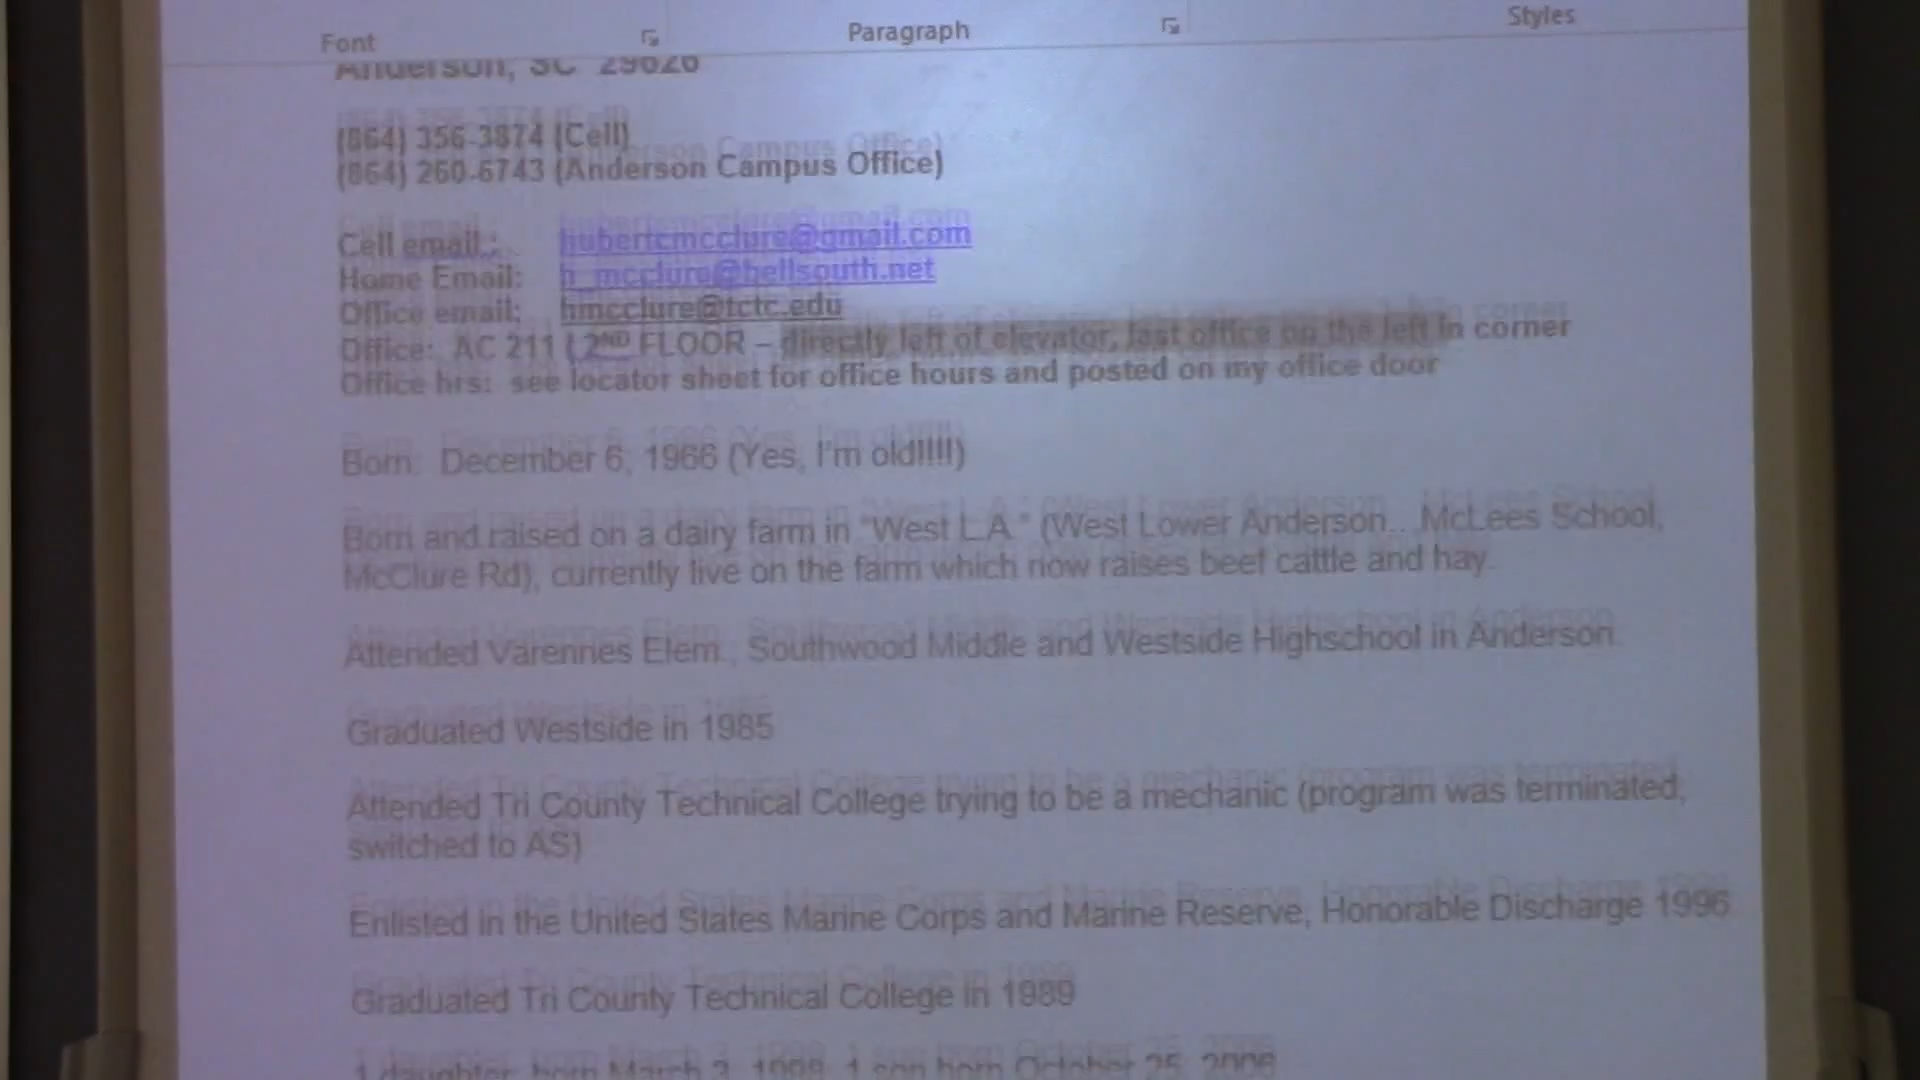 Font Paragraph Styles
Anderson, SC 29626
(864) 356-3874 (Cell)
(864) 260-6743 (Anderson Campus Office)
Cell email.: hubertcmcclure@gmail.com
Home Email: h_mcclure@bellsouth.net
Office email: hmcclure@tctc.edu
Office: AC 211 (2ND FLOOR – directly left of elevator, last office on the left in corner
Office hrs: see locator sheet for office hours and posted on my office door
Born: December 6, 1966 (Yes, I'm old!!!!)
Born and raised on a dairy farm in "West L.A." (West Lower Anderson... McLees School,
McClure Rd), currently live on the farm which now raises beef cattle and hay.
Attended Varennes Elem., Southwood Middle and Westside Highschool in Anderson.
Graduated Westside in 1985
Attended Tri County Technical College trying to be a mechanic (program was terminated,
switched to AS)
Enlisted in the United States Marine Corps and Marine Reserve, Honorable Discharge 1996
Graduated Tri County Technical College in 1989
1 daughter, born March 3, 1 son born October 25, 2006